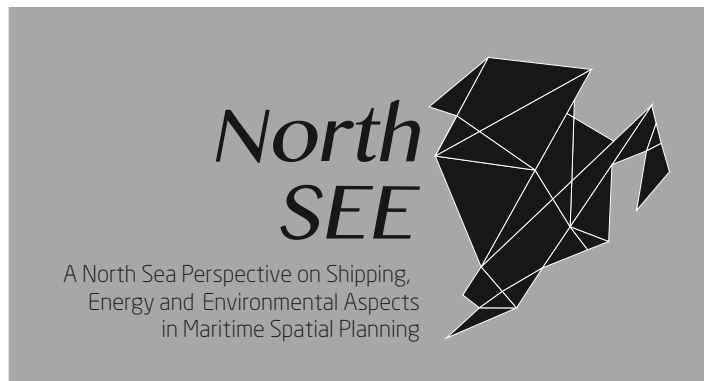 North
SEE
A North Sea Perspective on Shipping,
Energy and Environmental Aspects
in Maritime Spatial Planning